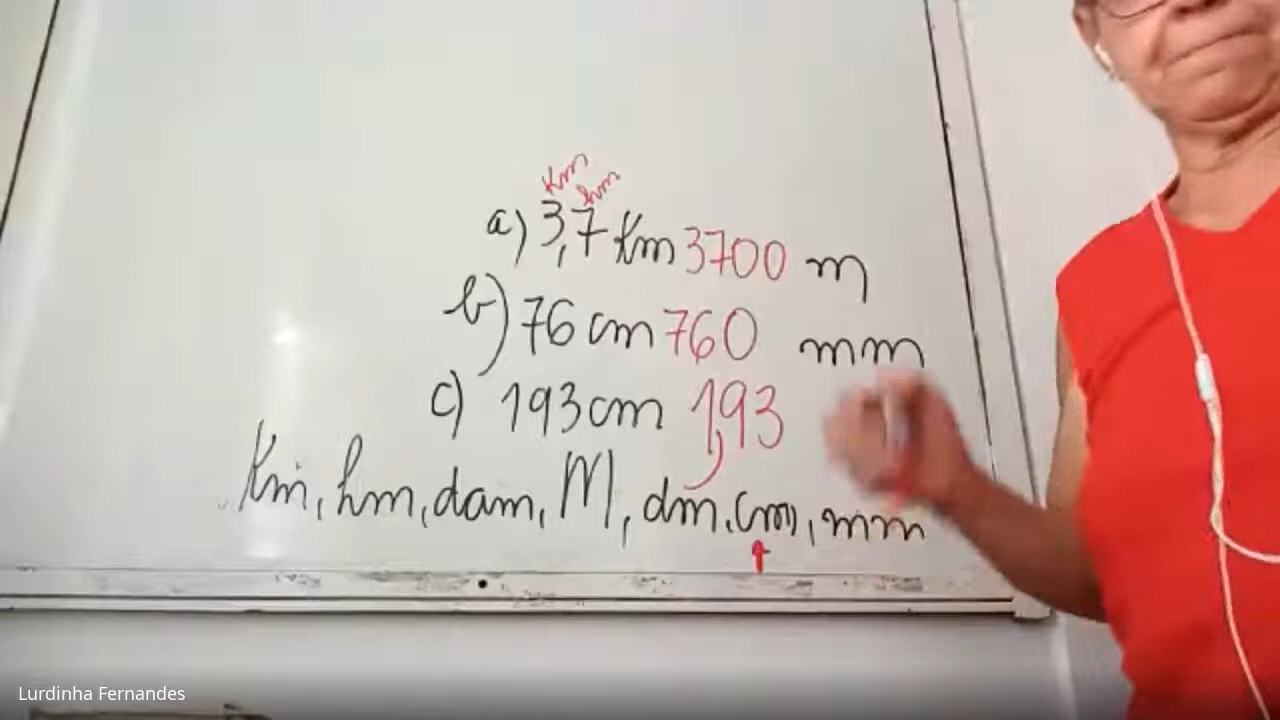 Km
hm
a) 3,7 Km 3700 m
b) 76 cm 760 mm
c) 193 cm 1,93
Km, hm, dam, M, dm, cm, mm
Lurdinha Fernandes